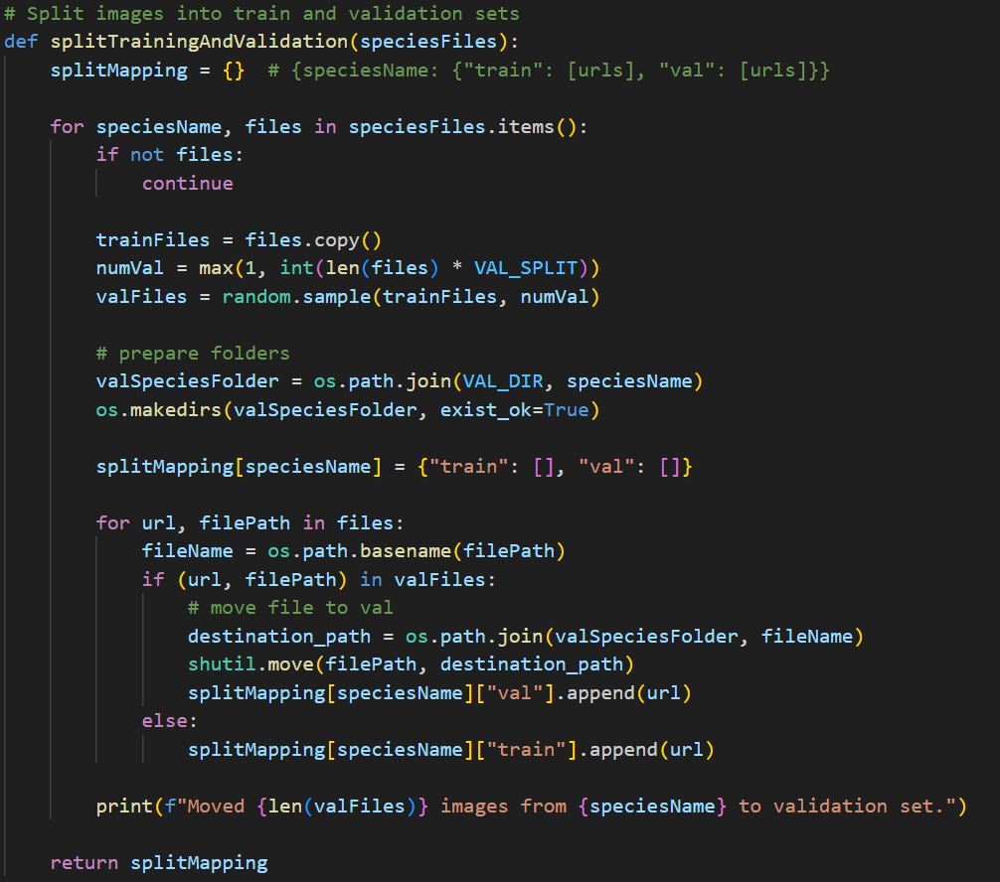 # Split images into train and validation sets
def splitTrainingAndValidation(speciesFiles):
    splitMapping = {}  # {speciesName: {"train": [urls], "val": [urls]}}

    for speciesName, files in speciesFiles.items():
        if not files:
            continue

        trainFiles = files.copy()
        numVal = max(1, int(len(files) * VAL_SPLIT))
        valFiles = random.sample(trainFiles, numVal)

        # prepare folders
        valSpeciesFolder = os.path.join(VAL_DIR, speciesName)
        os.makedirs(valSpeciesFolder, exist_ok=True)

        splitMapping[speciesName] = {"train": [], "val": []}

        for url, filePath in files:
            fileName = os.path.basename(filePath)
            if (url, filePath) in valFiles:
                # move file to val
                destination_path = os.path.join(valSpeciesFolder, fileName)
                shutil.move(filePath, destination_path)
                splitMapping[speciesName]["val"].append(url)
            else:
                splitMapping[speciesName]["train"].append(url)

        print(f"Moved {len(valFiles)} images from {speciesName} to validation set.")

    return splitMapping